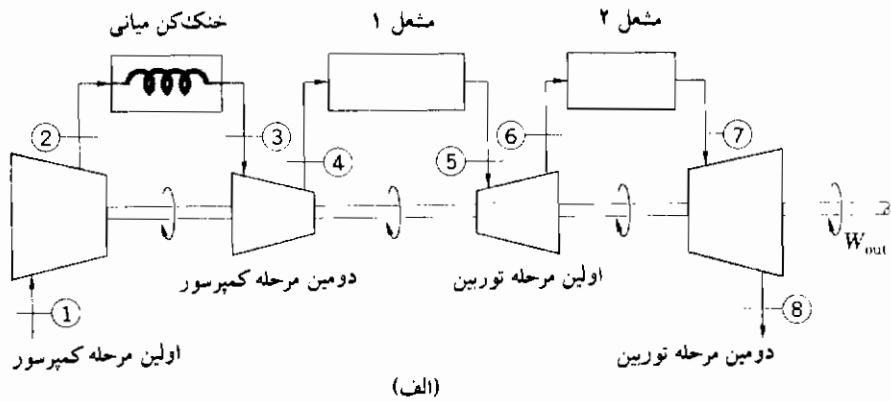 خنک‌کن میانی
مشعل ۱
مشعل ۲
2
3
4
5
6
7
W_out
دومین مرحله کمپرسور
اولین مرحله توربین
1
8
اولین مرحله کمپرسور
دومین مرحله توربین
(الف)